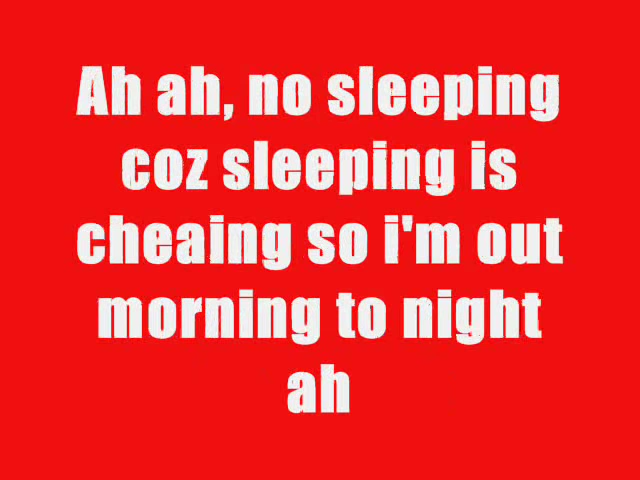 Ah ah, no sleeping
coz sleeping is
cheaing so i'm out
morning to night
ah